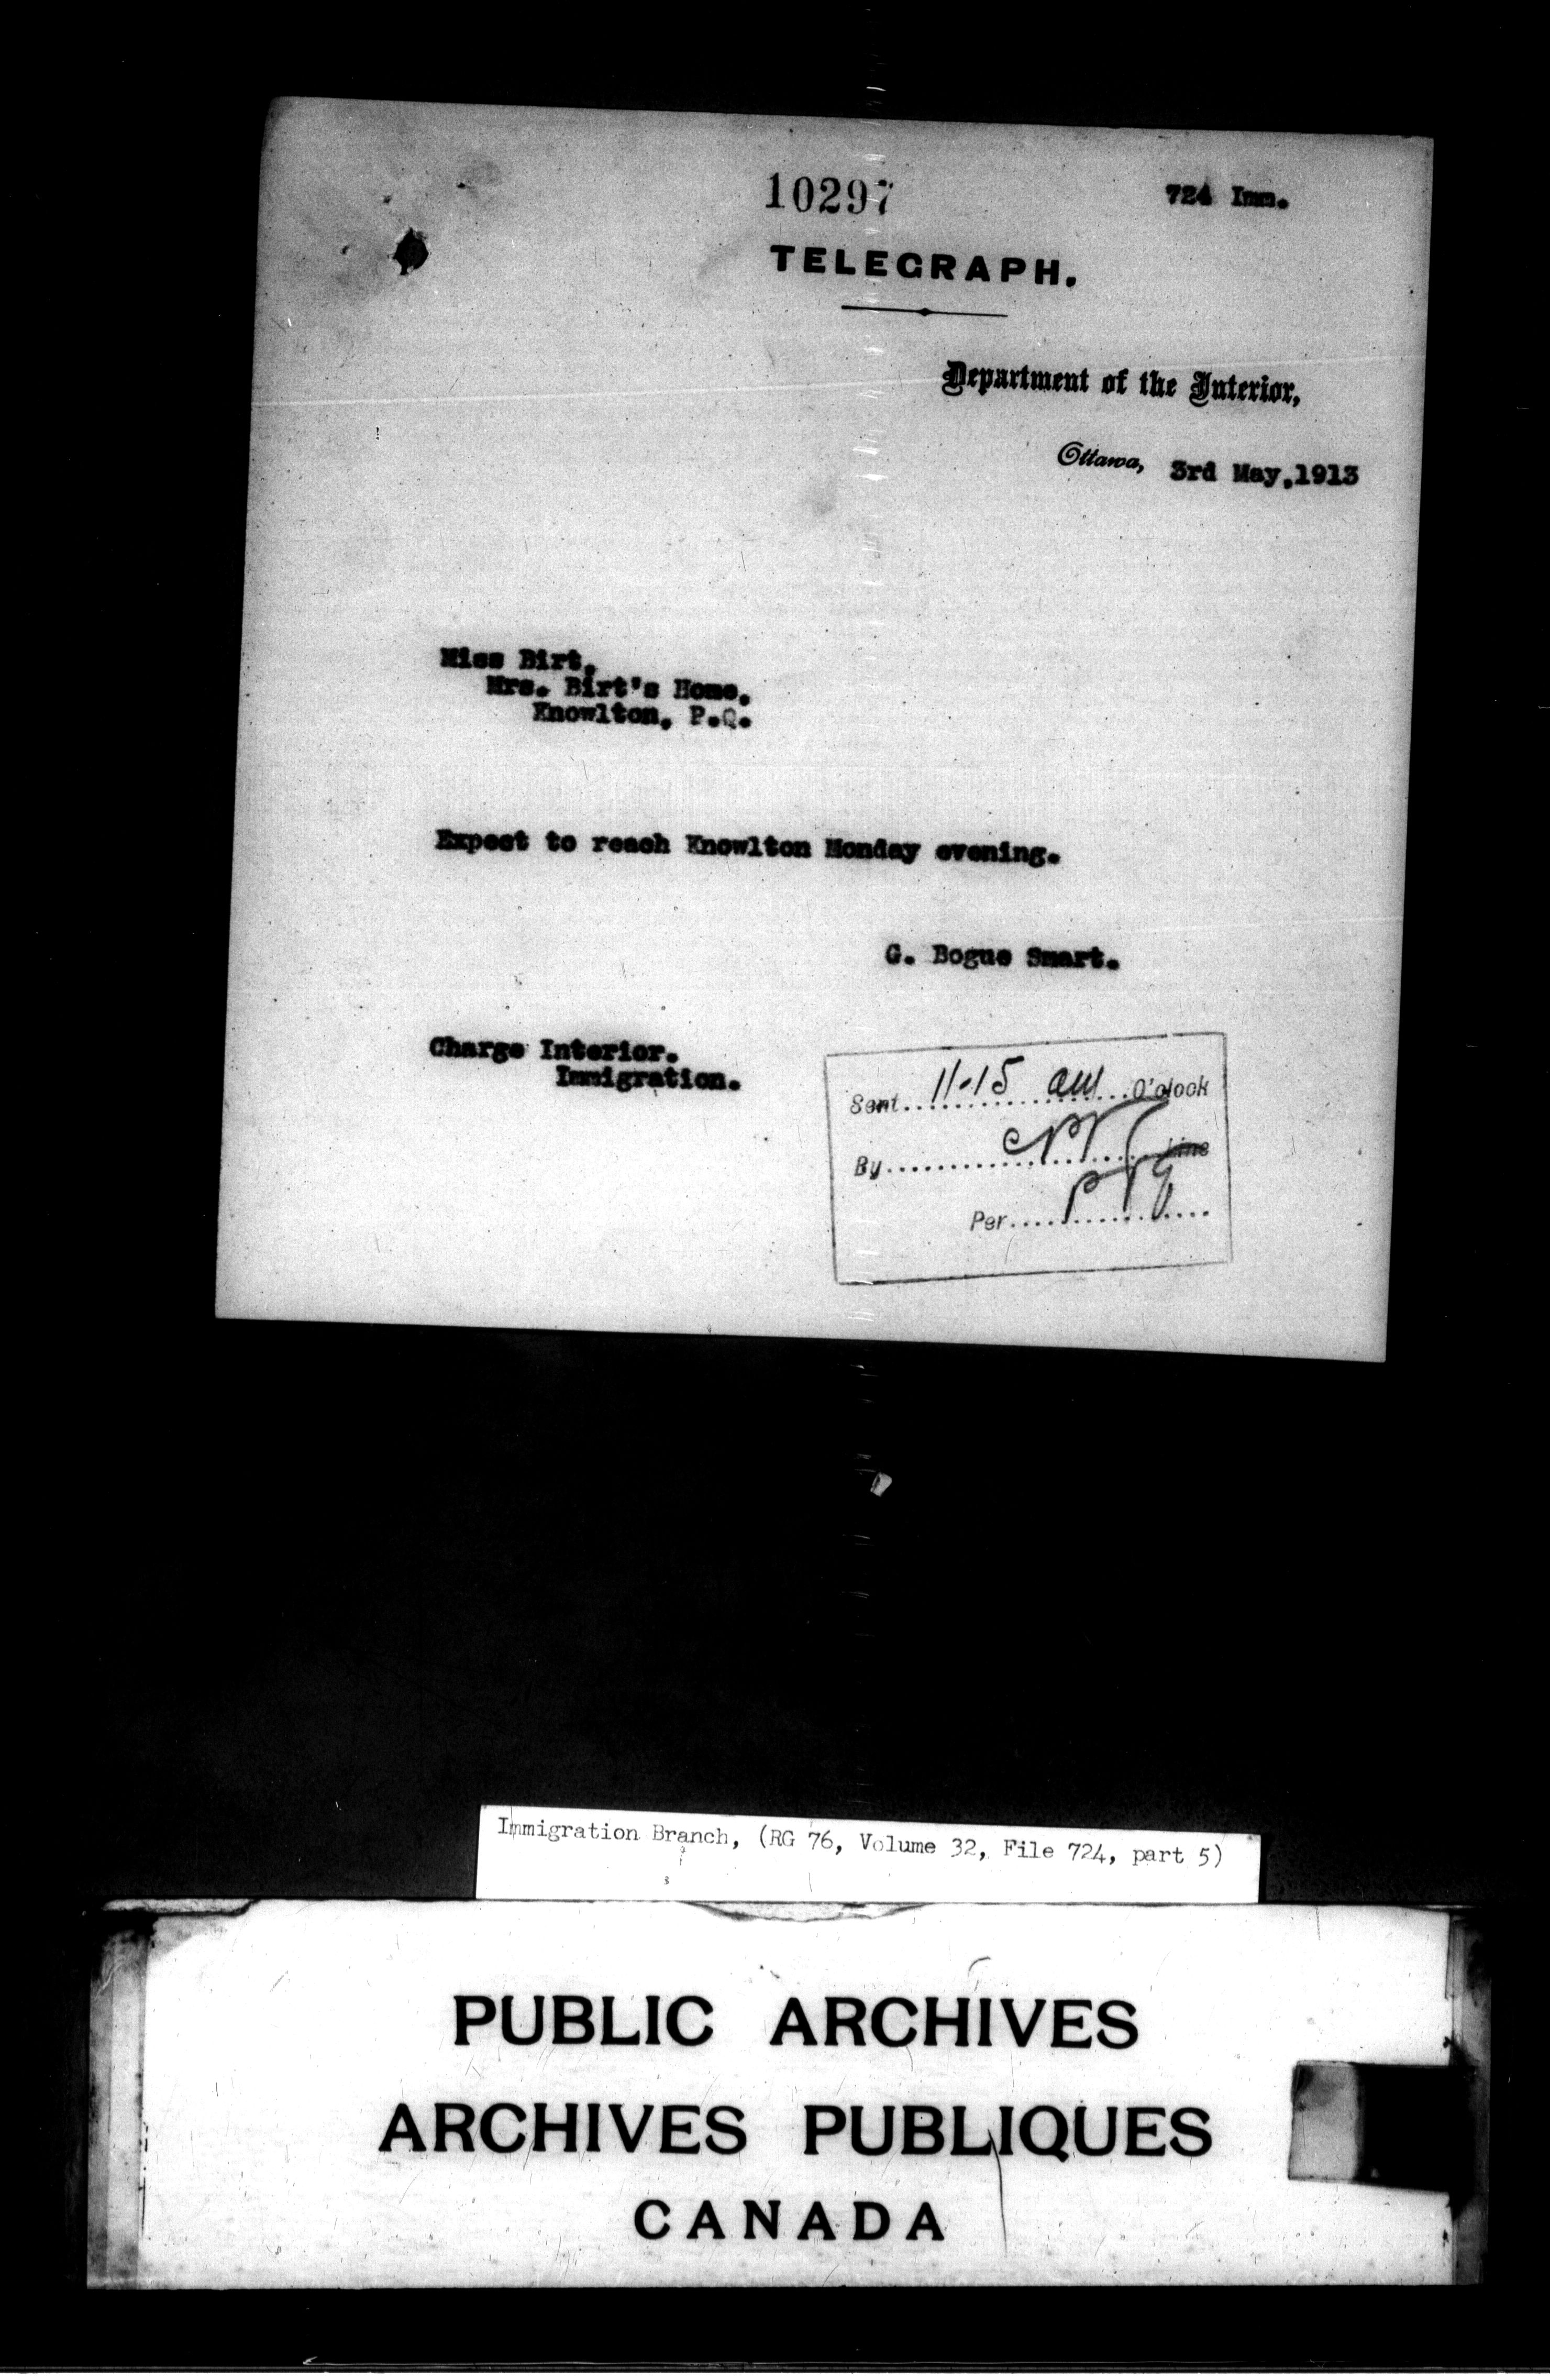 10297
724 Imm.
TELEGRAPH.
Department of the Interior,
Ottawa, 3rd May, 1913
Miss Birt,
Mrs. Birt's Home,
Knowlton, P.Q.
Expect to reach Knowlton Monday evening.
G. Bogue Smart.
Charge Interior.
Immigration.
Sent 11-15 am O'clock
By CPR Line
Per
Immigration Branch, (RG 76, Volume 32, File 724, part 5)
PUBLIC ARCHIVES
ARCHIVES PUBLIQUES
CANADA